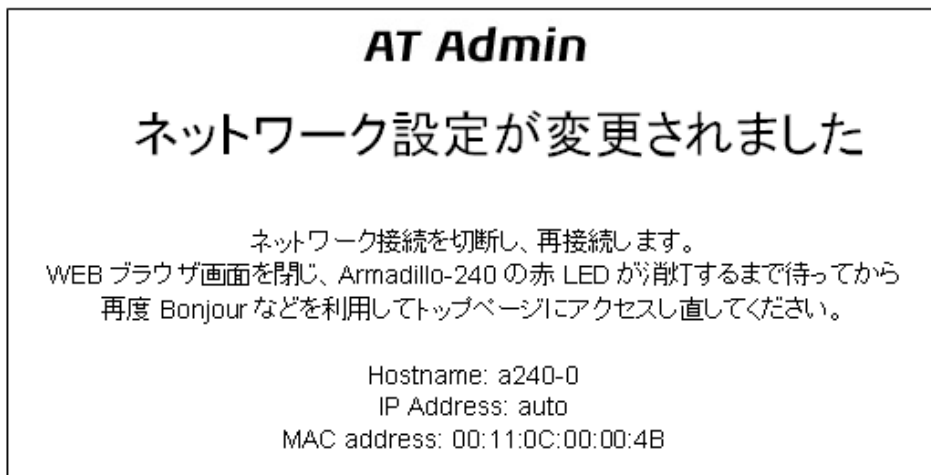 AT Admin
ネットワーク設定が変更されました
ネットワーク接続を切断し、再接続します。
WEB ブラウザ画面を閉じ、Armadillo-240 の赤 LED が消灯するまで待ってから
再度 Bonjour などを利用してトップページにアクセスし直してください。
Hostname: a240-0
IP Address: auto
MAC address: 00:11:0C:00:00:4B